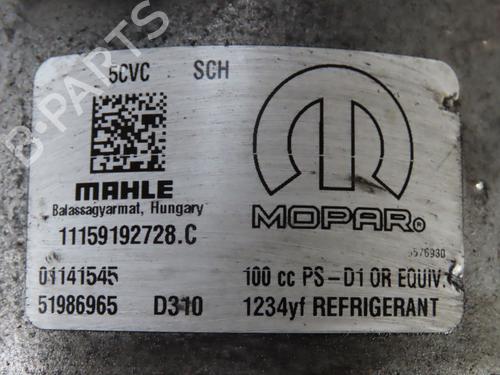 5CVC SCH
MAHLE
Balassagyarmat, Hungary
MOPAR®
11159192728.C
5576930
01141545 100 cc PS-D1 OR EQUIV.
51986965 D310 1234yf REFRIGERANT
B-PARTS